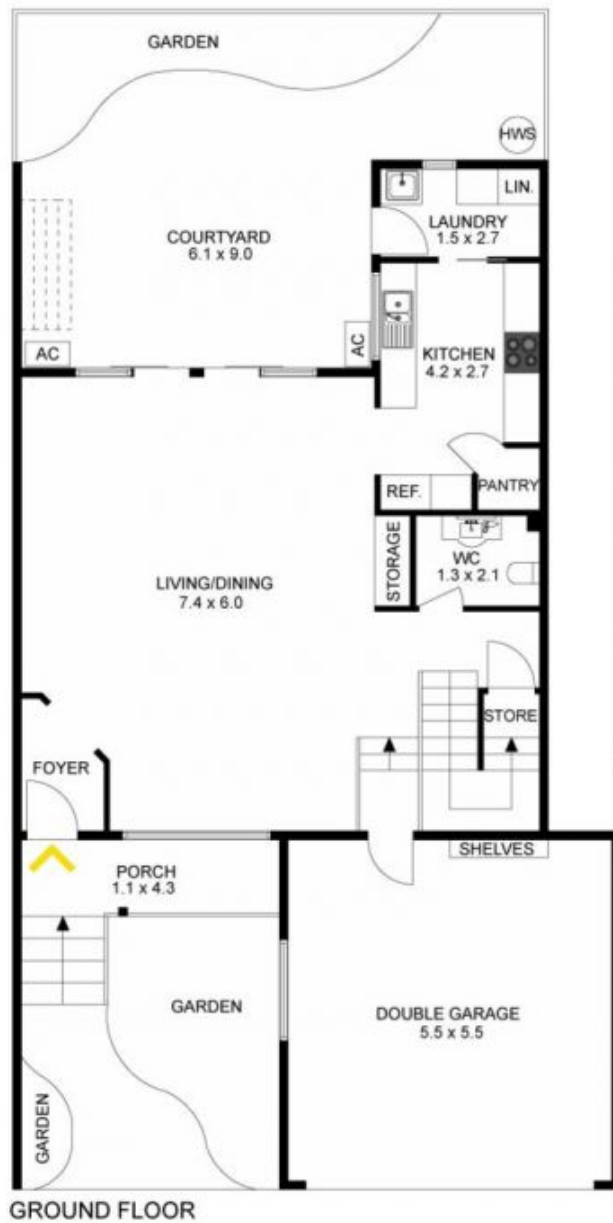 GARDEN
HWS
LIN.
LAUNDRY
1.5 x 2.7
COURTYARD
6.1 x 9.0
AC
AC
KITCHEN
4.2 x 2.7
REF.
PANTRY
STORAGE
WC
1.3 x 2.1
LIVING/DINING
7.4 x 6.0
STORE
FOYER
SHELVES
PORCH
1.1 x 4.3
GARDEN
DOUBLE GARAGE
5.5 x 5.5
GARDEN
GROUND FLOOR